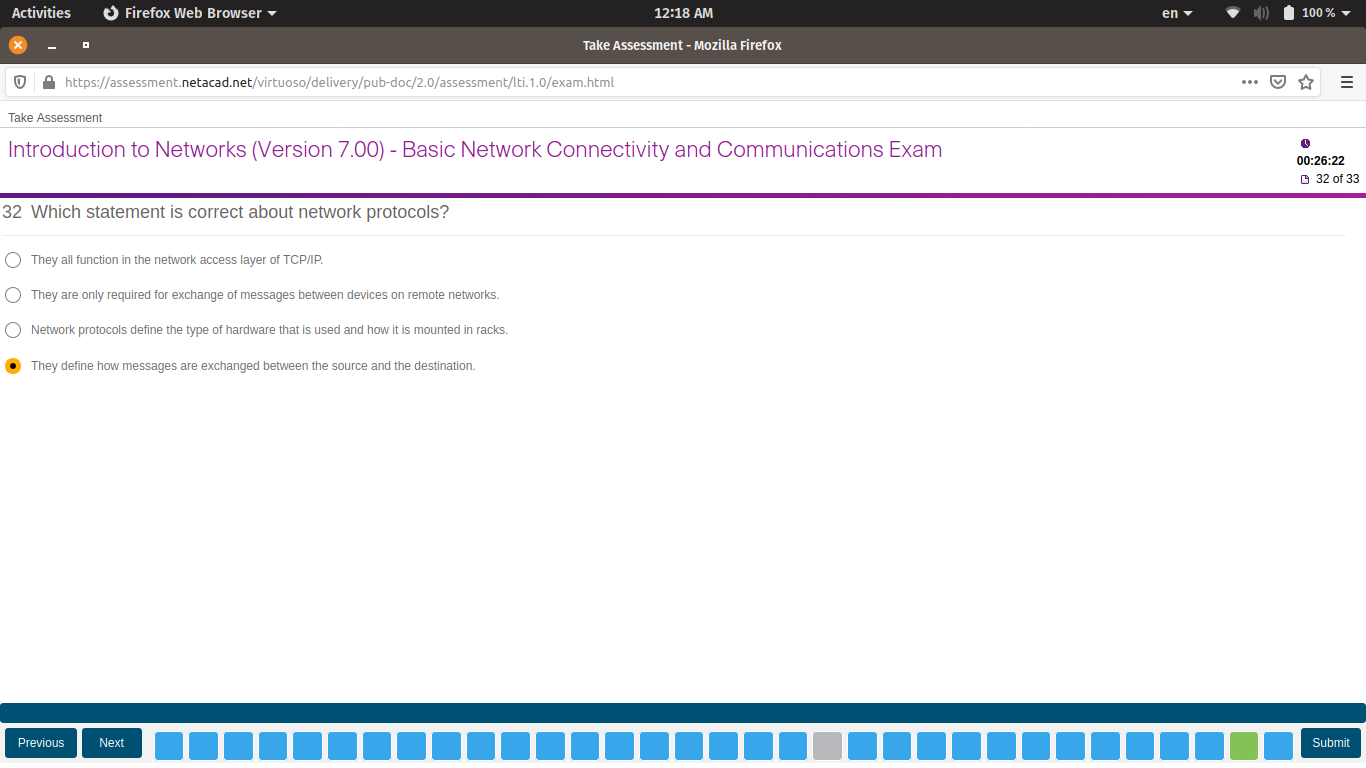 Activities Firefox Web Browser 12:18 AM en 100 %
Take Assessment - Mozilla Firefox
https://assessment.netacad.net/virtuoso/delivery/pub-doc/2.0/assessment/lti.1.0/exam.html
Take Assessment
Introduction to Networks (Version 7.00) - Basic Network Connectivity and Communications Exam
00:26:22
32 of 33
32 Which statement is correct about network protocols?
They all function in the network access layer of TCP/IP.
They are only required for exchange of messages between devices on remote networks.
Network protocols define the type of hardware that is used and how it is mounted in racks.
They define how messages are exchanged between the source and the destination.
Previous Next Submit